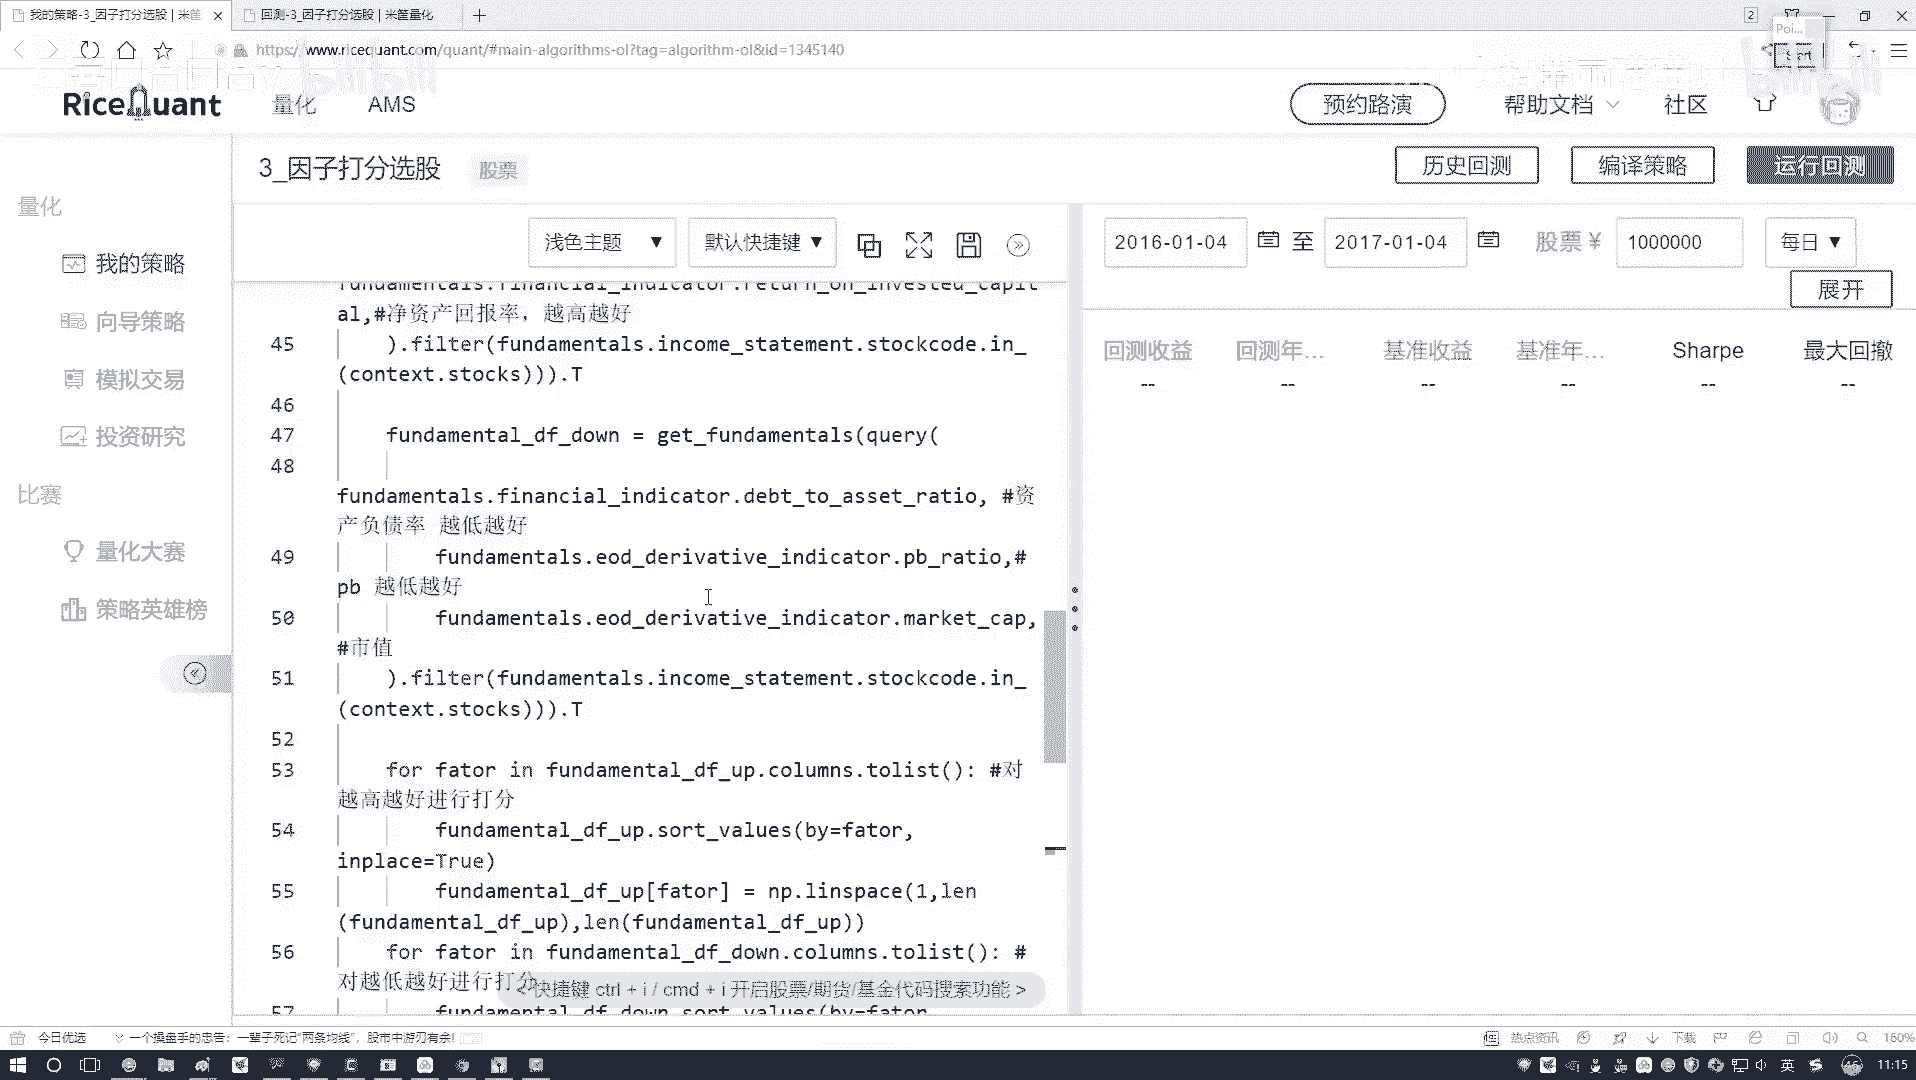 我的策略-3_因子打分选股 | 米筐
回测-3_因子打分选股 | 米筐量化
2
Poi...
https://www.ricequant.com/quant/#main-algorithms-ol?tag=algorithm-ol&id=1345140
RiceQuant
量化
AMS
预约路演
帮助文档
社区
3_因子打分选股
股票
历史回测
编译策略
运行回测
量化
我的策略
向导策略
模拟交易
投资研究
比赛
量化大赛
策略英雄榜
浅色主题 ▼
默认快捷键 ▼
2016-01-04
至
2017-01-04
股票 ¥
1000000
每日 ▼
展开
回测收益
回测年...
基准收益
基准年...
Sharpe
最大回撤
--
--
--
--
--
--
fundamentals.financial_indicator.return_on_invested_capit
al,#净资产回报率, 越高越好
45 ).filter(fundamentals.income_statement.stockcode.in_
(context.stocks))).T
46
47 fundamental_df_down = get_fundamentals(query(
48
fundamentals.financial_indicator.debt_to_asset_ratio, #资
产负债率 越低越好
49 fundamentals.eod_derivative_indicator.pb_ratio,#
pb 越低越好
50 fundamentals.eod_derivative_indicator.market_cap,
#市值
51 ).filter(fundamentals.income_statement.stockcode.in_
(context.stocks))).T
52
53 for fator in fundamental_df_up.columns.tolist(): #对
越高越好进行打分
54 fundamental_df_up.sort_values(by=fator,
inplace=True)
55 fundamental_df_up[fator] = np.linspace(1,len
(fundamental_df_up),len(fundamental_df_up))
56 for fator in fundamental_df_down.columns.tolist(): #
对越低越好进行打分
<快捷键 ctrl + i / cmd + i 开启股票/期货/基金代码搜索功能 >
57 fundamental_df_down.sort_values(by=fator,
今日优选
一个操盘手的忠告：一辈子死记“两条均线”，股市中游刃有余!
热点资讯
下载
160%
英
46
11:15